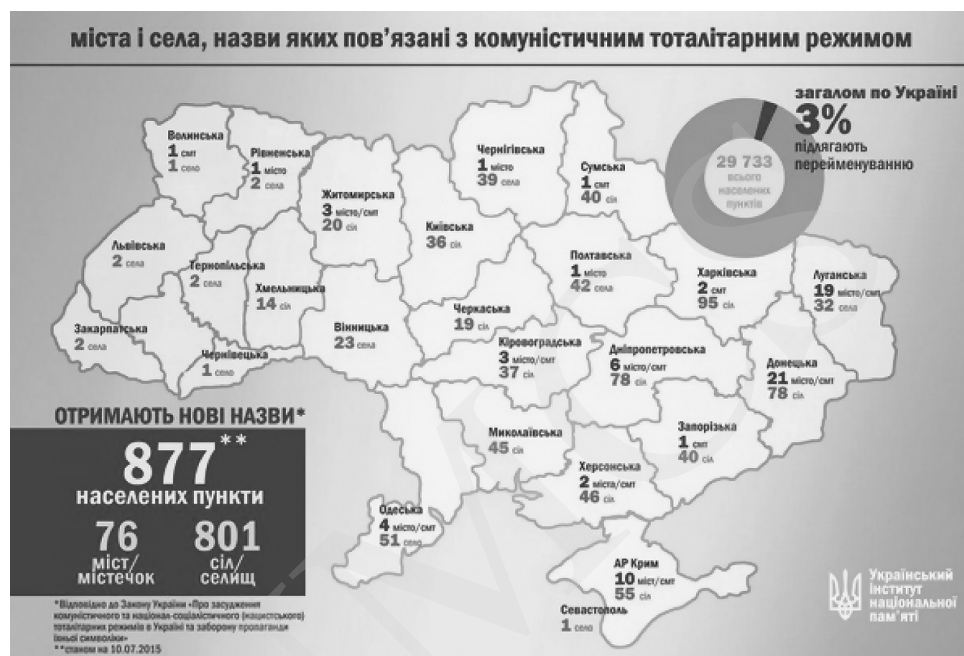 міста і села, назви яких пов’язані з комуністичним тоталітарним режимом
загалом по Україні
3%
підлягають
перейменуванню
29 733
всього
населених
пунктів
Волинська
1 смт
1 село
Рівненська
1 місто
2 села
Житомирська
3 місто/смт
20 сіл
Київська
36 сіл
Чернігівська
1 місто
39 села
Сумська
1 смт
40 сіл
Львівська
2 села
Тернопільська
2 села
Хмельницька
14 сіл
Полтавська
1 місто
42 села
Харківська
2 смт
95 сіл
Луганська
19 місто/смт
32 села
Закарпатська
2 села
Чернівецька
1 село
Вінницька
23 села
Черкаська
19 сіл
Кіровоградська
3 місто/смт
37 сіл
Дніпропетровська
6 місто/смт
78 сіл
Донецька
21 місто/смт
78 сіл
Миколаївська
45 сіл
Запорізька
1 смт
40 сіл
Херсонська
2 міста/смт
46 сіл
Одеська
4 місто/смт
51 село
АР Крим
10 міст/смт
55 сіл
Севастополь
1 село
ОТРИМАЮТЬ НОВІ НАЗВИ*
877**
населених пункти
76
міст/
містечок
801
сіл/
селищ
*Відповідно до Закону України «Про засудження
комуністичного та націонал-соціалістичного (нацистського)
тоталітарних режимів в Україні та заборону пропаганди
їхньої символіки»
**станом на 10.07.2015
Український
інститут
національної
пам’яті